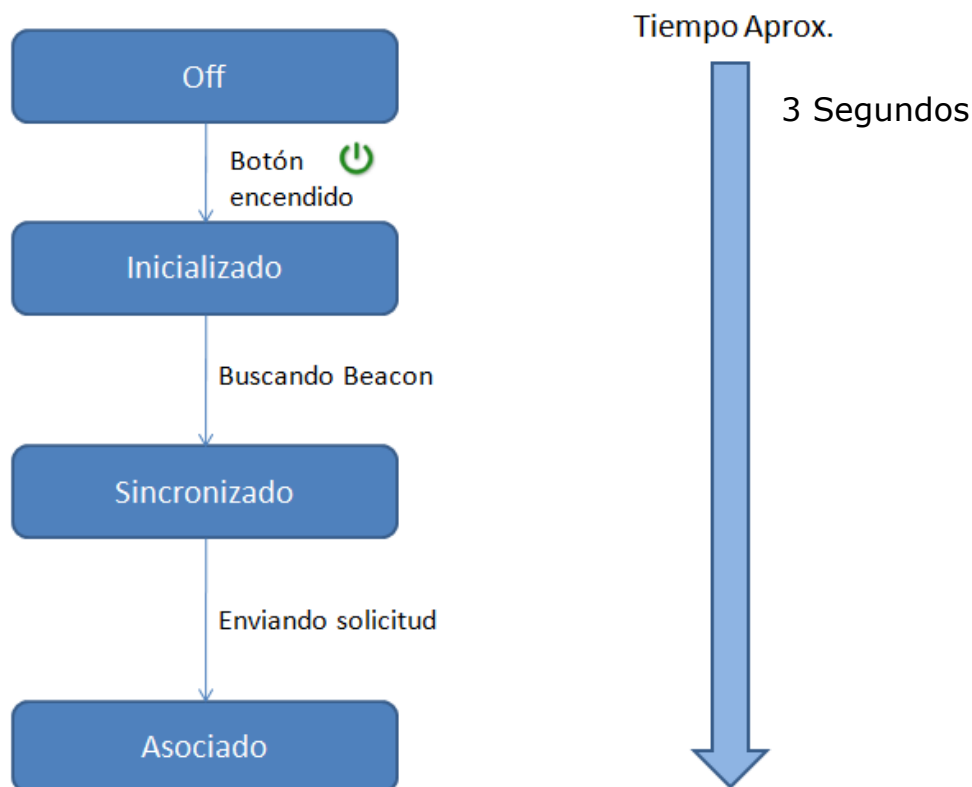 Tiempo Aprox.
Off
3 Segundos
Botón
encendido
Inicializado
Buscando Beacon
Sincronizado
Enviando solicitud
Asociado